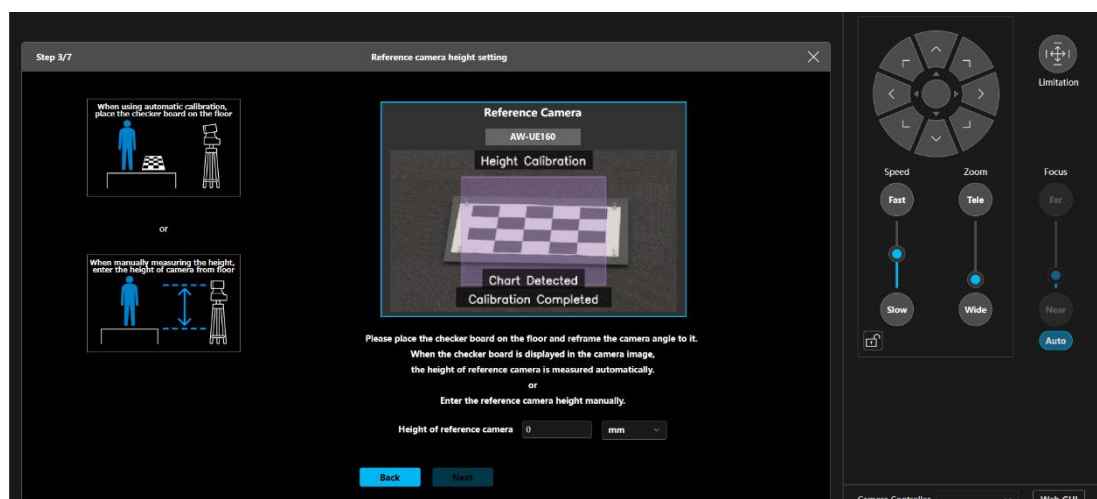 Step 3/7
Reference camera height setting
When using automatic calibration,
place the checker board on the floor
or
When manually measuring the height,
enter the height of camera from floor
Reference Camera
AW-UE160
Height Calibration
Chart Detected
Calibration Completed
Please place the checker board on the floor and reframe the camera angle to it.
When the checker board is displayed in the camera image,
the height of reference camera is measured automatically.
or
Enter the reference camera height manually.
Height of reference camera 0 mm
Back Next
Limitation
Speed Zoom Focus
Fast Tele Far
Slow Wide Near
Auto
Camera Controller Web GUI